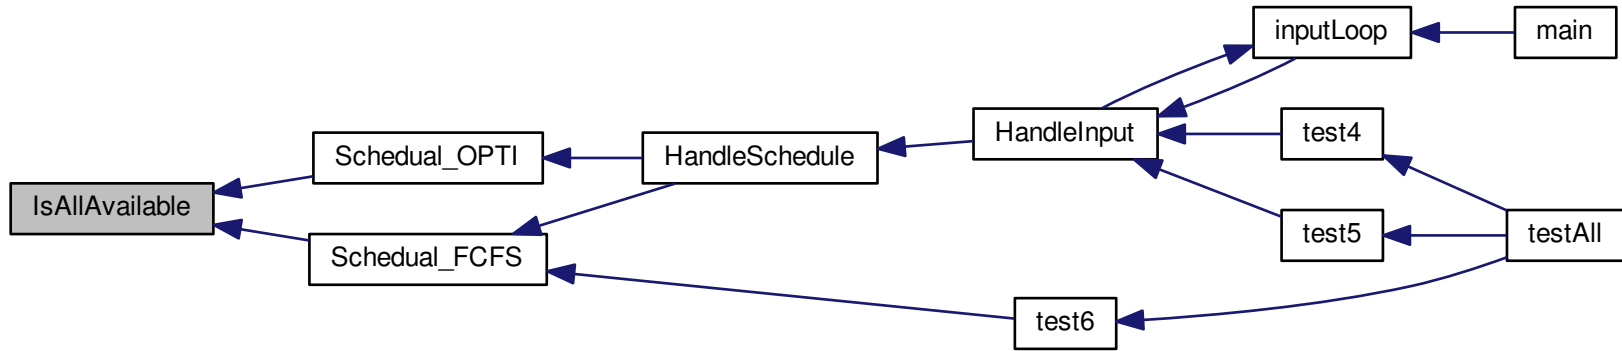 IsAllAvailable
Schedual_OPTI
Schedual_FCFS
HandleSchedule
HandleInput
test6
inputLoop
test4
test5
main
testAll